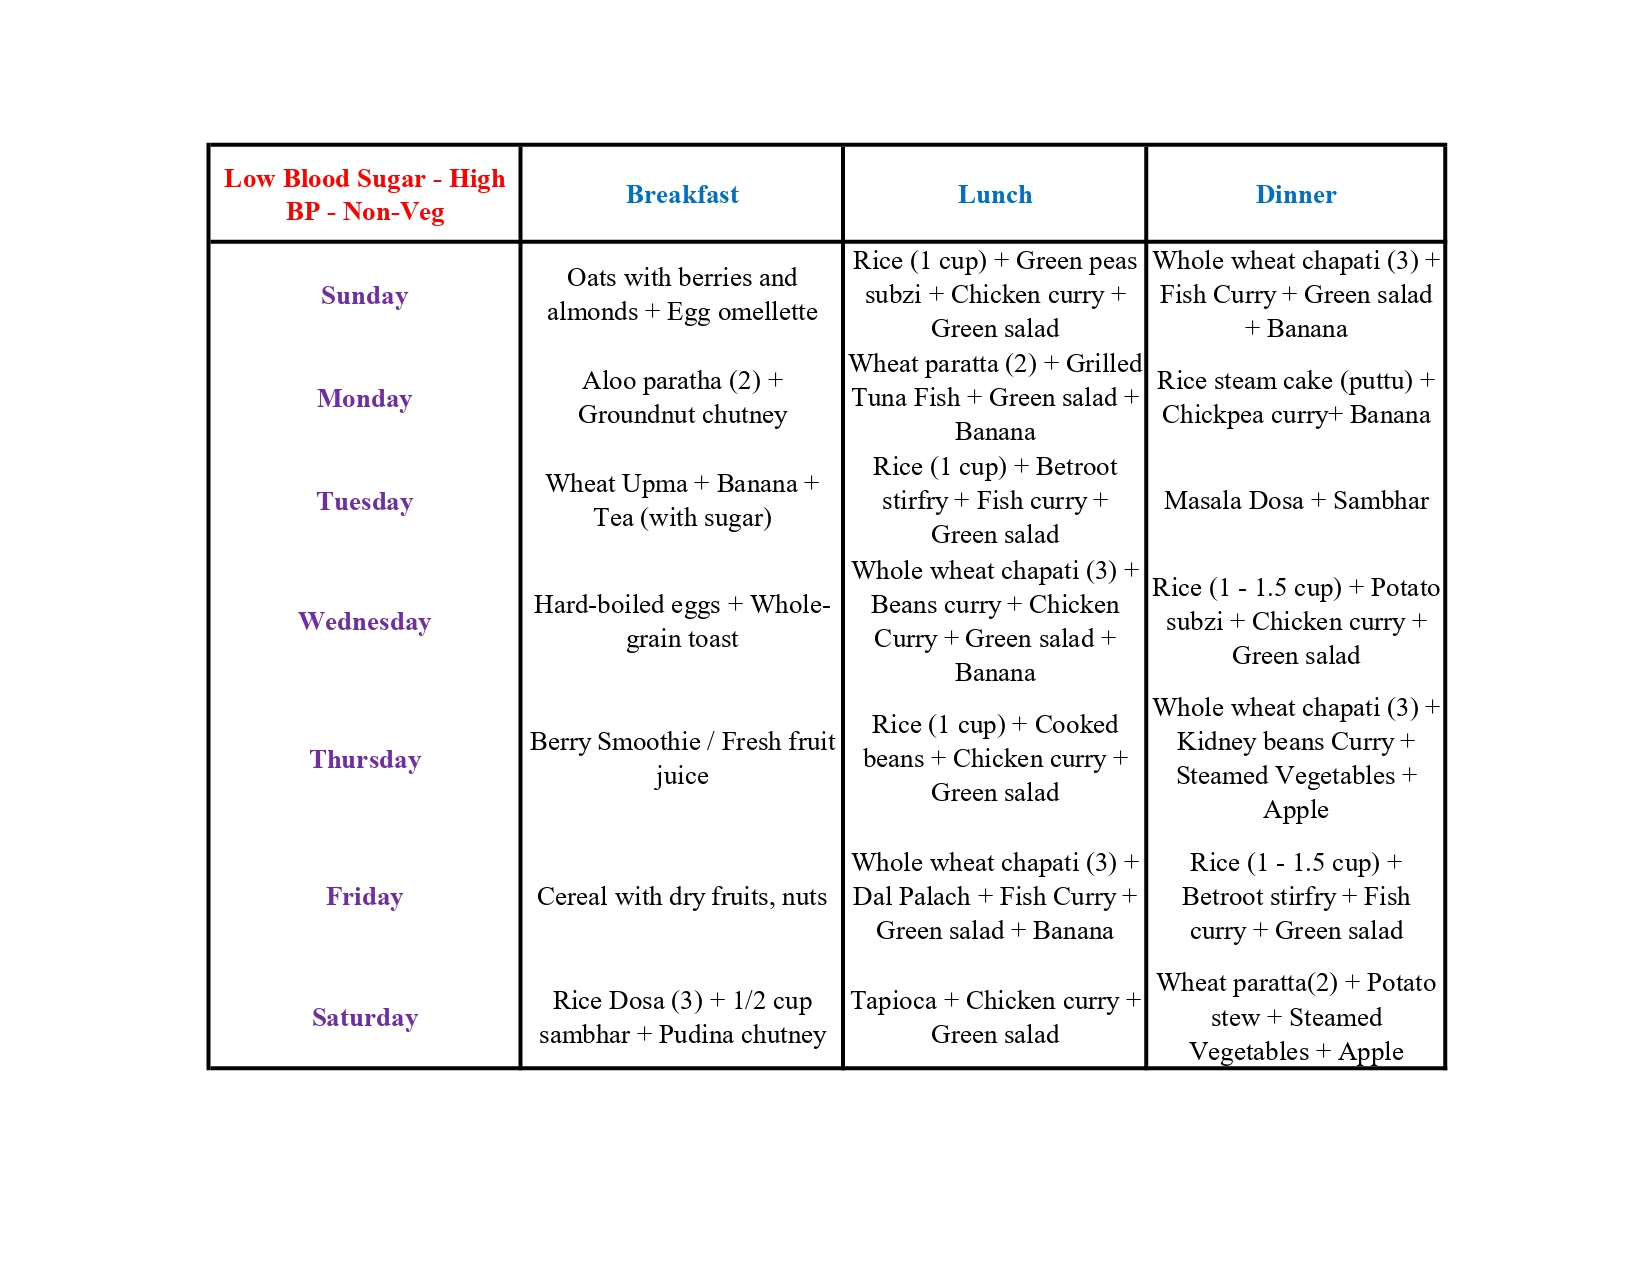 Low Blood Sugar - High
BP - Non-Veg
Breakfast
Lunch
Dinner
Sunday
Oats with berries and
almonds + Egg omellette
Rice (1 cup) + Green peas
subzi + Chicken curry +
Green salad
Whole wheat chapati (3) +
Fish Curry + Green salad
+ Banana
Monday
Aloo paratha (2) +
Groundnut chutney
Wheat paratta (2) + Grilled
Tuna Fish + Green salad +
Banana
Rice steam cake (puttu) +
Chickpea curry+ Banana
Tuesday
Wheat Upma + Banana +
Tea (with sugar)
Rice (1 cup) + Betroot
stirfry + Fish curry +
Green salad
Masala Dosa + Sambhar
Wednesday
Hard-boiled eggs + Whole-
grain toast
Whole wheat chapati (3) +
Beans curry + Chicken
Curry + Green salad +
Banana
Rice (1 - 1.5 cup) + Potato
subzi + Chicken curry +
Green salad
Thursday
Berry Smoothie / Fresh fruit
juice
Rice (1 cup) + Cooked
beans + Chicken curry +
Green salad
Whole wheat chapati (3) +
Kidney beans Curry +
Steamed Vegetables +
Apple
Friday
Cereal with dry fruits, nuts
Whole wheat chapati (3) +
Dal Palach + Fish Curry +
Green salad + Banana
Rice (1 - 1.5 cup) +
Betroot stirfry + Fish
curry + Green salad
Saturday
Rice Dosa (3) + 1/2 cup
sambhar + Pudina chutney
Tapioca + Chicken curry +
Green salad
Wheat paratta(2) + Potato
stew + Steamed
Vegetables + Apple